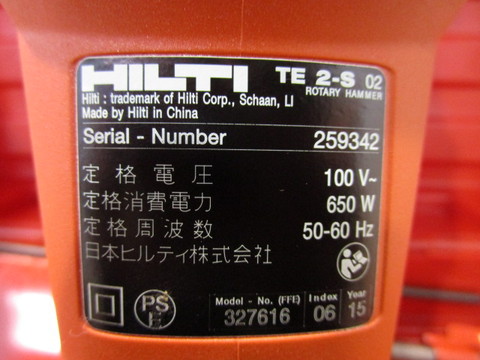 HILTI TE 2-S 02
ROTARY HAMMER
Hilti : trademark of Hilti Corp., Schaan, LI
Made by Hilti in China
Serial - Number 259342
定格電圧 100 V~
定格消費電力 650 W
定格周波数 50-60 Hz
日本ヒルティ株式会社
PS
E
Model - No. (FFE) Index Year
327616 06 15